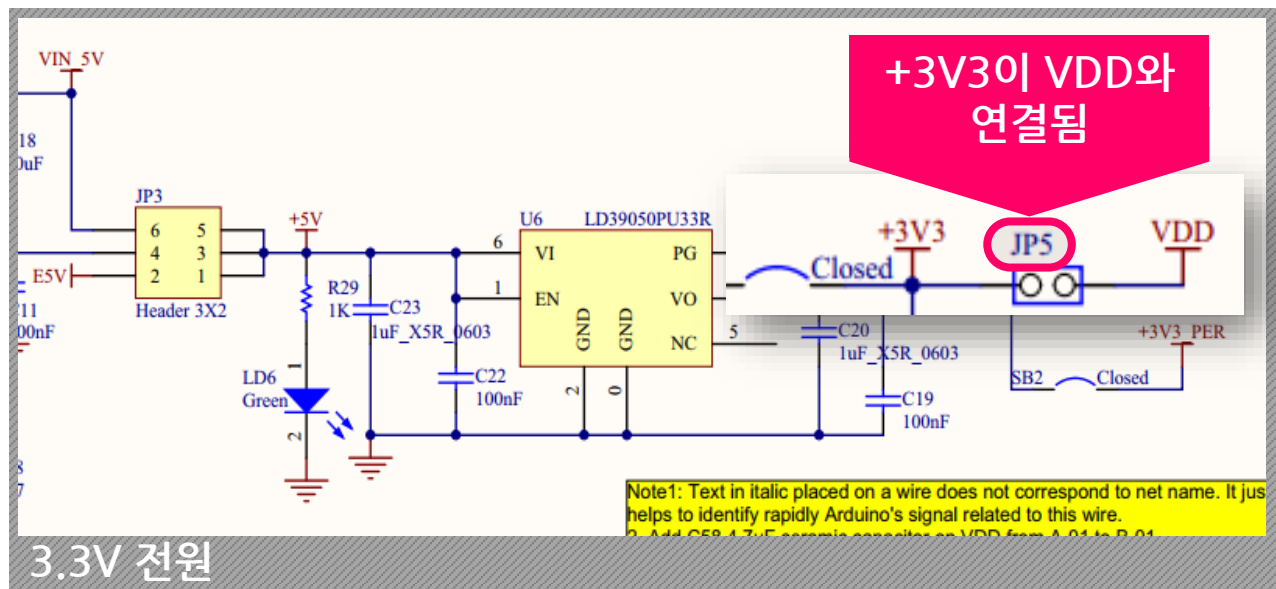 +3V3이 VDD와
연결됨
VIN_5V
18
0uF
JP3
6 5
4 3
2 1
Header 3X2
E5V
11
00nF
+5V
R29
1K
C23
1uF_X5R_0603
LD6
Green
1
2
C22
100nF
U6
LD39050PU33R
6
VI
PG
1
EN
VO
GND
GND
NC
5
2
0
Closed
+3V3
JP5
VDD
C20
1uF_X5R_0603
C19
100nF
+3V3_PER
SB2
Closed
Note1: Text in italic placed on a wire does not correspond to net name. It jus
helps to identify rapidly Arduino's signal related to this wire.
3.3V 전원